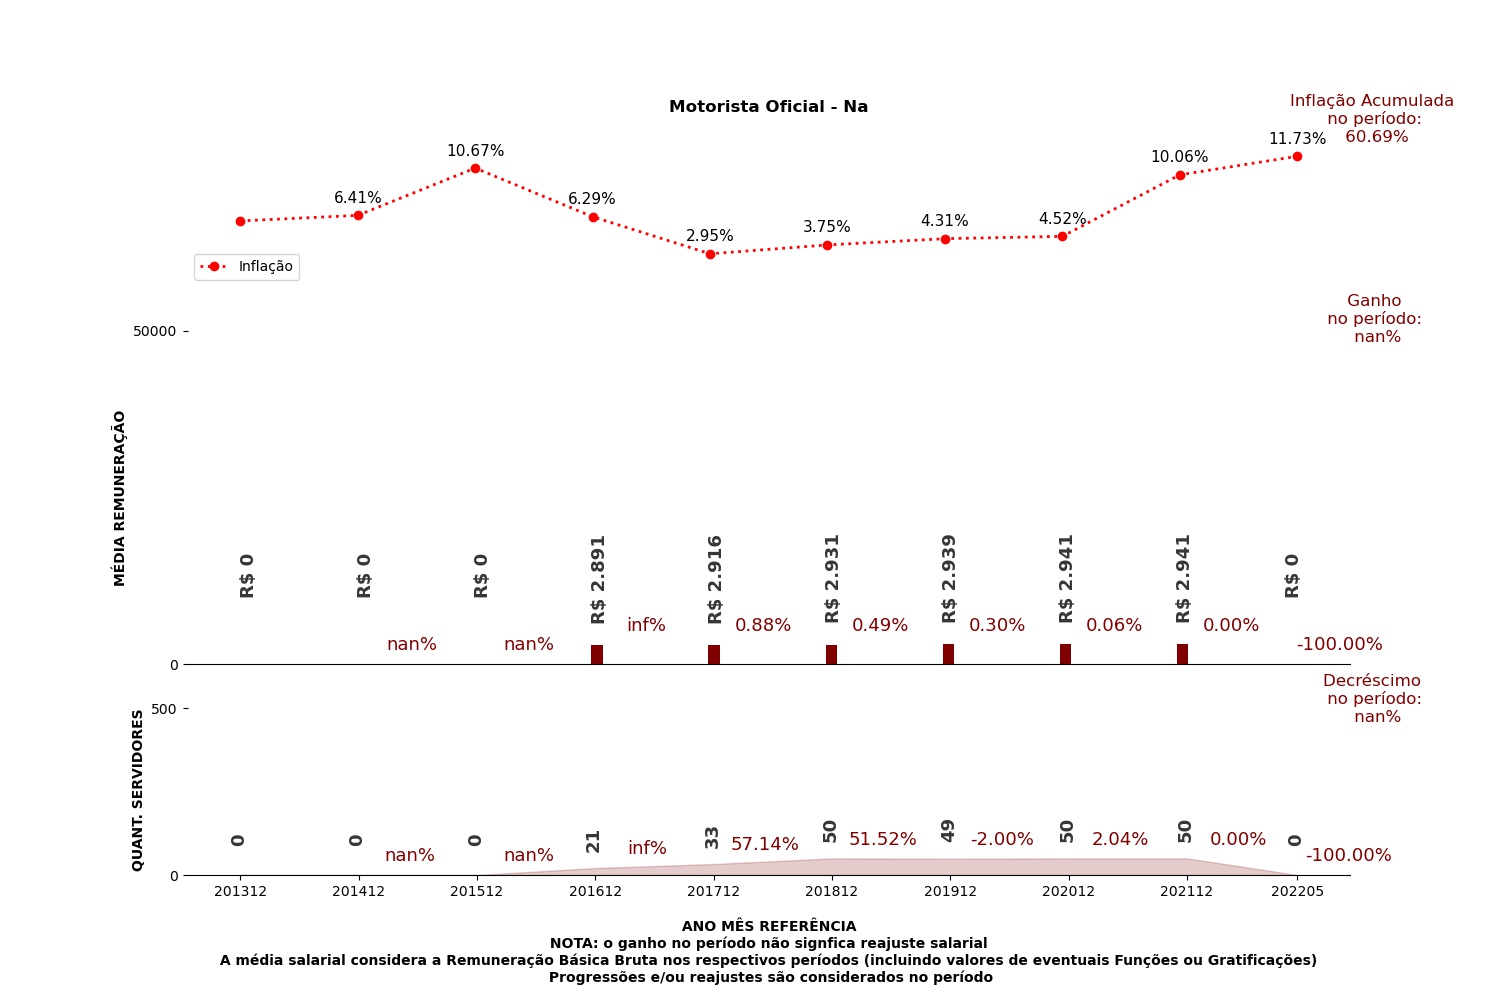 Motorista Oficial - Na
Inflação Acumulada
no período:
60.69%
6.41%
10.67%
6.29%
2.95%
3.75%
4.31%
4.52%
10.06%
11.73%
Inflação
Ganho
no período:
nan%
50000
0
MÉDIA REMUNERAÇÃO
R$ 0
R$ 0
R$ 0
R$ 2.891
R$ 2.916
R$ 2.931
R$ 2.939
R$ 2.941
R$ 2.941
R$ 0
nan%
nan%
inf%
0.88%
0.49%
0.30%
0.06%
0.00%
-100.00%
Decréscimo
no período:
nan%
500
0
QUANT. SERVIDORES
0
0
0
21
33
50
49
50
50
0
nan%
nan%
inf%
57.14%
51.52%
-2.00%
2.04%
0.00%
-100.00%
201312
201412
201512
201612
201712
201812
201912
202012
202112
202205
ANO MÊS REFERÊNCIA
NOTA: o ganho no período não signfica reajuste salarial
A média salarial considera a Remuneração Básica Bruta nos respectivos períodos (incluindo valores de eventuais Funções ou Gratificações)
Progressões e/ou reajustes são considerados no período